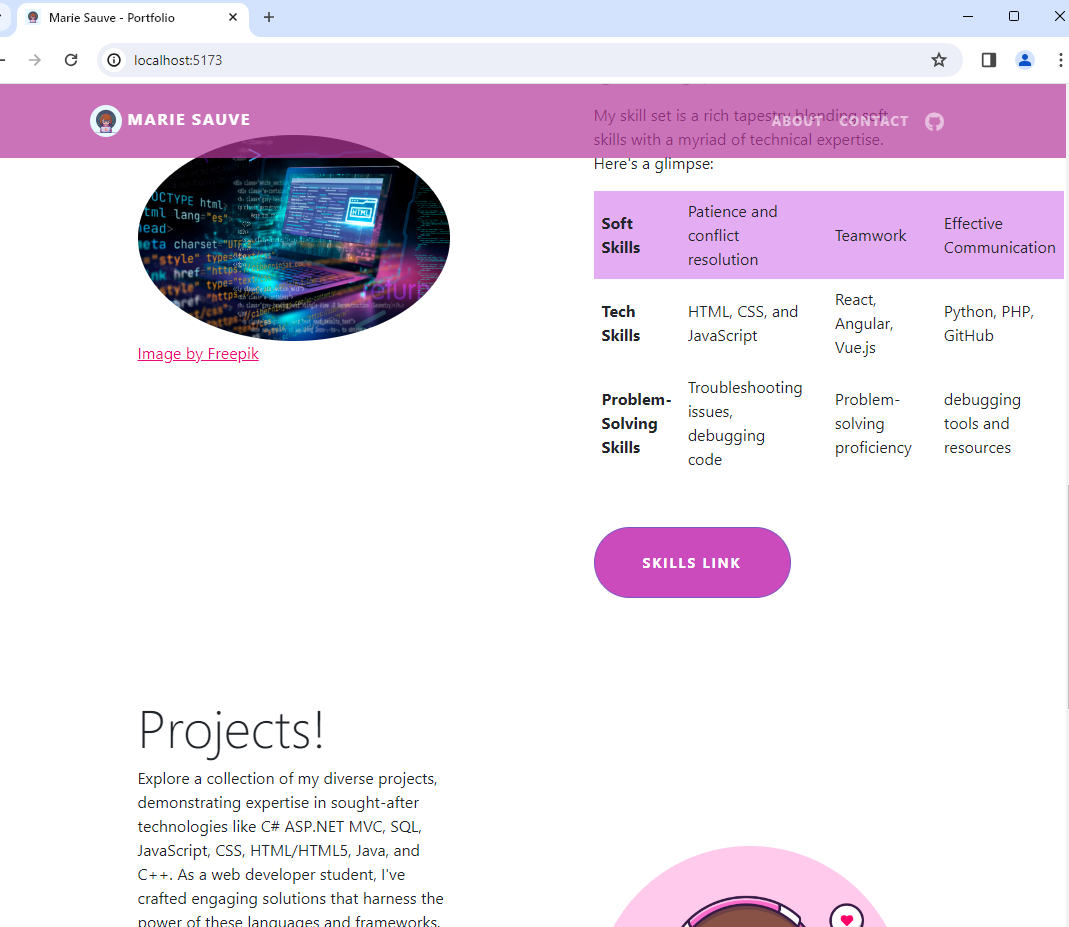 Marie Sauve - Portfolio
localhost:5173
MARIE SAUVE
ABOUT CONTACT
My skill set is a rich tapestry blending soft
skills with a myriad of technical expertise.
Here's a glimpse:
Soft Skills Patience and conflict resolution Teamwork Effective Communication
Tech Skills HTML, CSS, and JavaScript React, Angular, Vue.js Python, PHP, GitHub
Problem-Solving Skills Troubleshooting issues, debugging code Problem-solving proficiency debugging tools and resources
HTML
Image by Freepik
SKILLS LINK
Projects!
Explore a collection of my diverse projects,
demonstrating expertise in sought-after
technologies like C# ASP.NET MVC, SQL,
JavaScript, CSS, HTML/HTML5, Java, and
C++. As a web developer student, I've
crafted engaging solutions that harness the
power of these languages and frameworks.